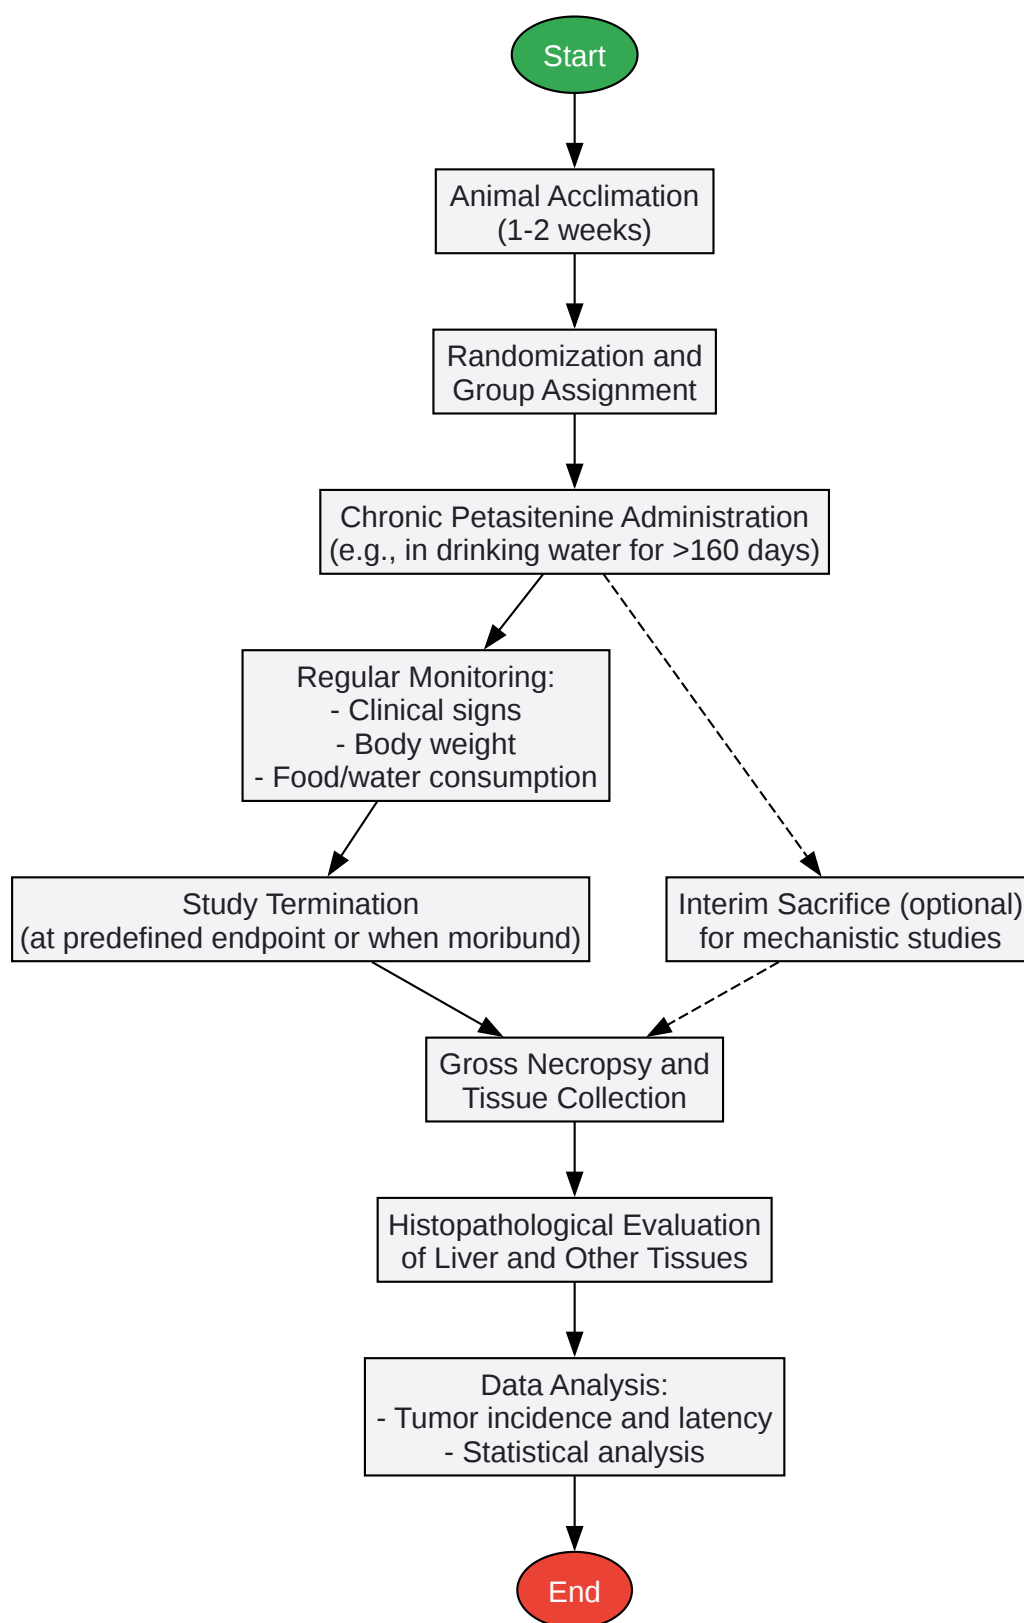 Start
Animal Acclimation
(1-2 weeks)
Randomization and
Group Assignment
Chronic Petasitenine Administration
(e.g., in drinking water for >160 days)
Regular Monitoring:
- Clinical signs
- Body weight
- Food/water consumption
Study Termination
(at predefined endpoint or when moribund)
Interim Sacrifice (optional)
for mechanistic studies
Gross Necropsy and
Tissue Collection
Histopathological Evaluation
of Liver and Other Tissues
Data Analysis:
- Tumor incidence and latency
- Statistical analysis
End